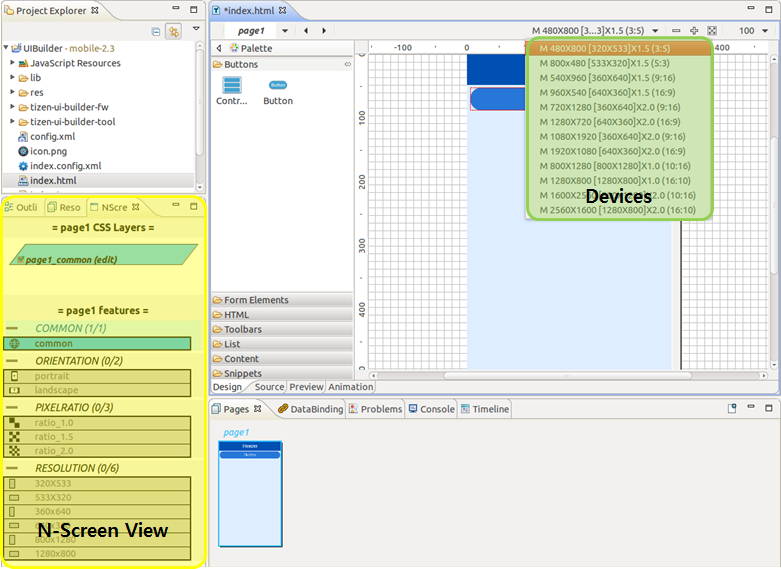 Project Explorer
UIBuilder - mobile-2.3
JavaScript Resources
lib
res
tizen-ui-builder-fw
tizen-ui-builder-tool
config.xml
icon.png
index.config.xml
index.html
Outli
Reso
NScre
= page1 CSS Layers =
page1_common (edit)
= page1 features =
COMMON (1/1)
common
ORIENTATION (0/2)
portrait
landscape
PIXELRATIO (0/3)
ratio_1.0
ratio_1.5
ratio_2.0
RESOLUTION (0/6)
320X533
533X320
360x640
N-Screen View
800x1280
1280x800
*index.html
page1
M 480X800 [3...3]X1.5 (3:5)
100
Palette
Buttons
Contr...
Button
Form Elements
HTML
Toolbars
List
Content
Snippets
-100
0
400
0
100
200
300
400
M 480X800 [320X533]X1.5 (3:5)
M 800x480 [533X320]X1.5 (5:3)
M 540X960 [360X640]X1.5 (9:16)
M 960X540 [640X360]X1.5 (16:9)
M 720X1280 [360X640]X2.0 (9:16)
M 1280X720 [640X360]X2.0 (16:9)
M 1080X1920 [360X640]X2.0 (9:16)
M 1920X1080 [640X360]X2.0 (16:9)
M 800X1280 [800X1280]X1.0 (10:16)
M 1280X800 [1280X800]X1.0 (16:10)
M 1600X2560 [800X1280]X2.0 (10:16)
Devices
M 2560X1600 [1280X800]X2.0 (16:10)
Design
Source
Preview
Animation
Pages
DataBinding
Problems
Console
Timeline
page1
Header
Button